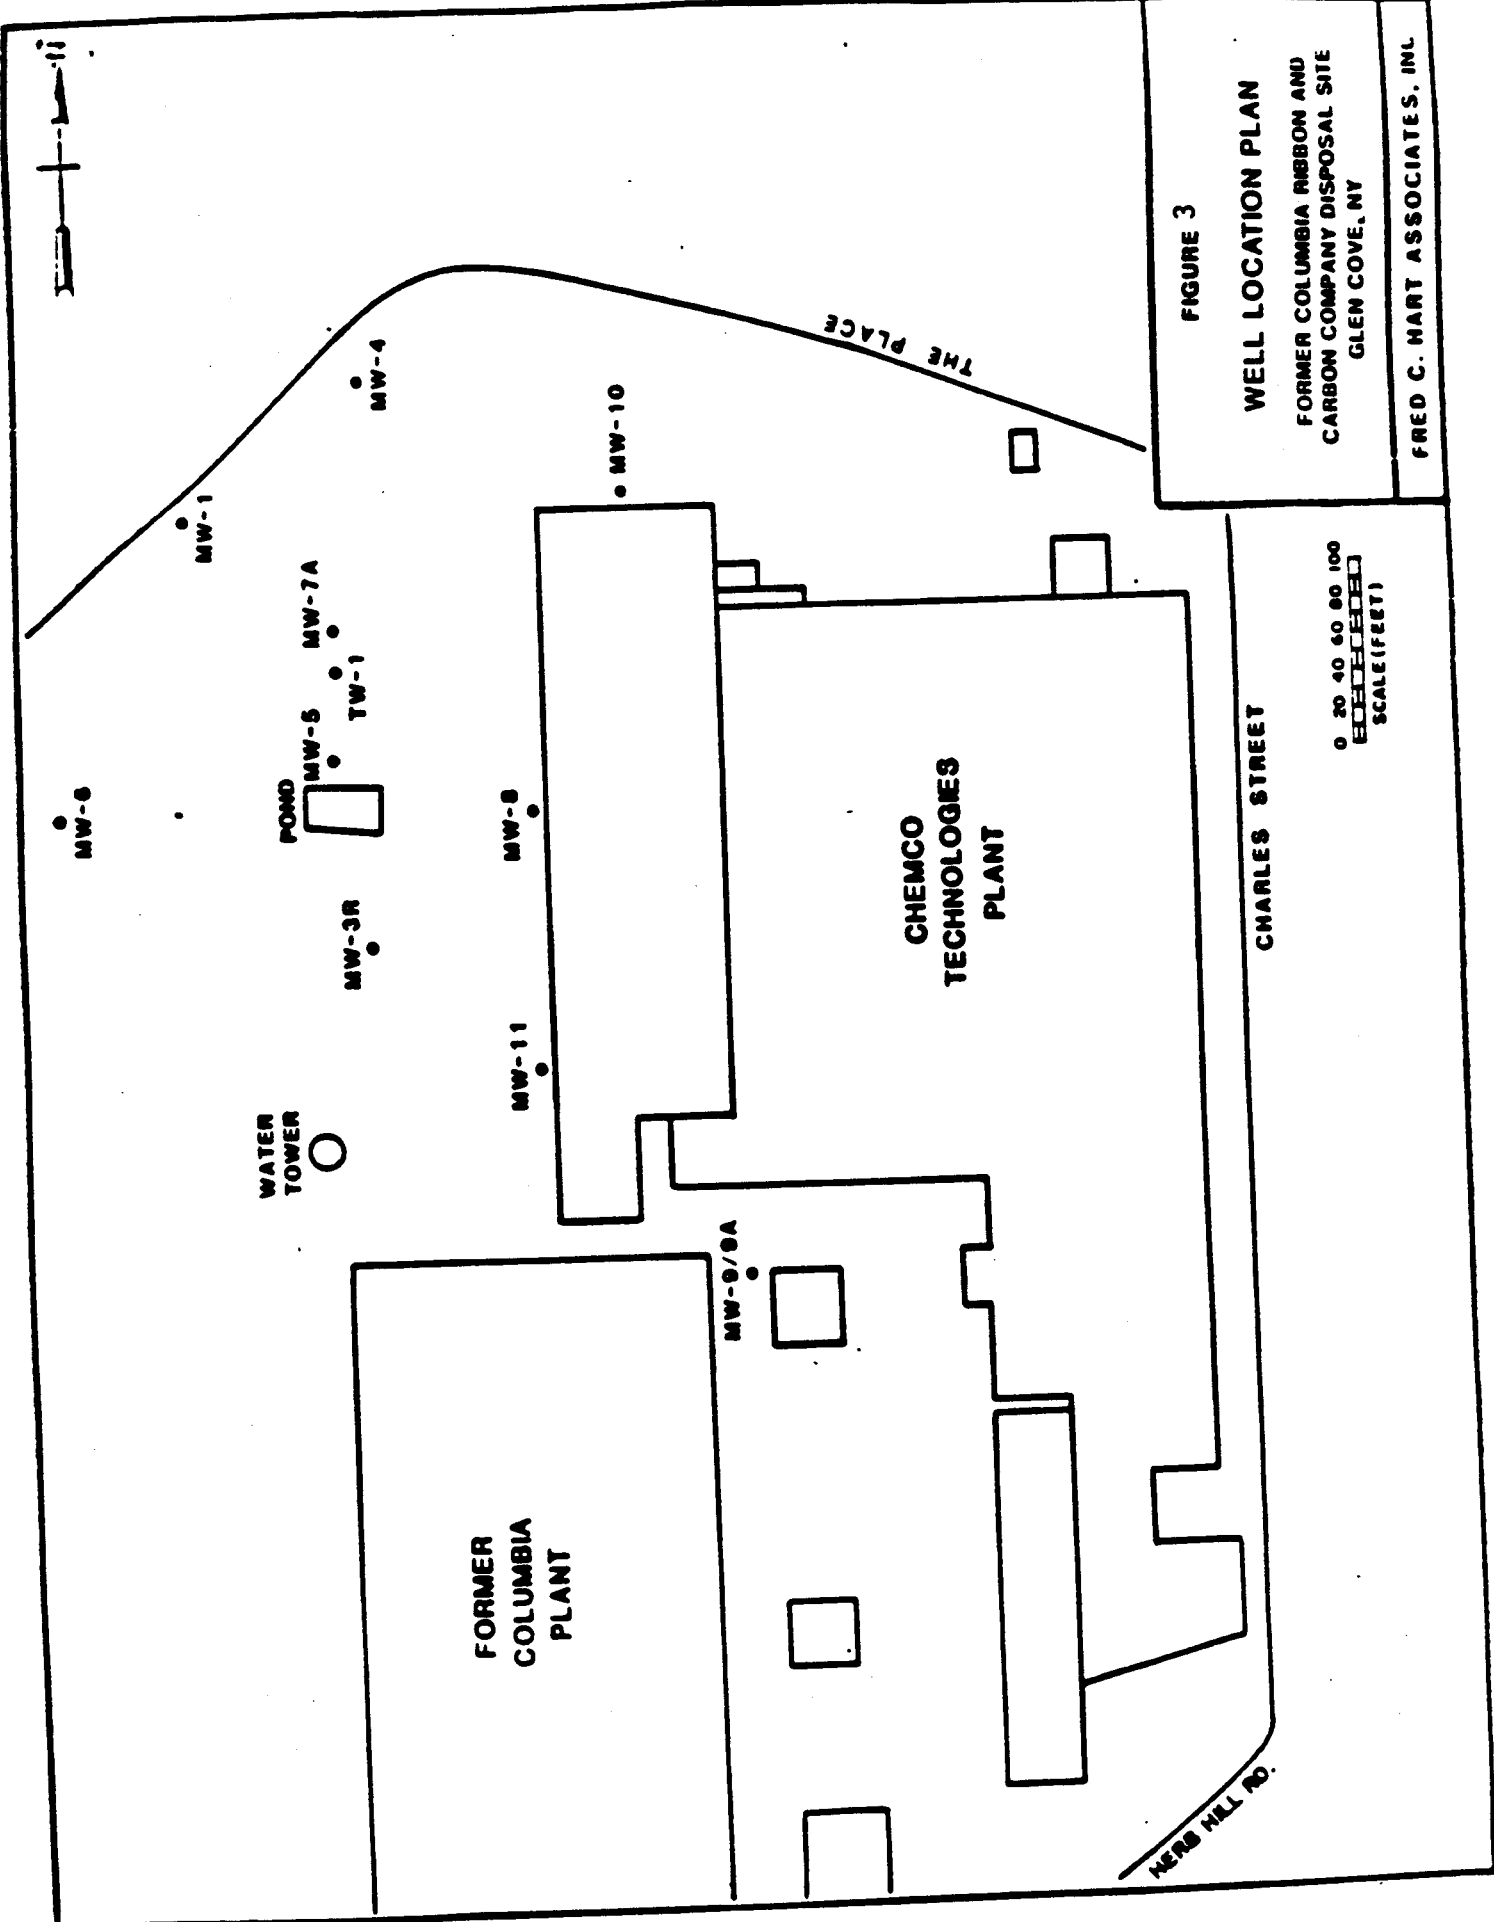 MW-6
MW-1
MW-4
MW-7A
TW-1
MW-5
POND
MW-3R
MW-8
MW-10
MW-11
WATER
TOWER
MW-9/9A
THE PLACE
FORMER
COLUMBIA
PLANT
CHEMCO
TECHNOLOGIES
PLANT
CHARLES STREET
HERB HILL RD.
0 20 40 60 80 100
SCALE (FEET)
FIGURE 3
WELL LOCATION PLAN
FORMER COLUMBIA RIBBON AND
CARBON COMPANY DISPOSAL SITE
GLEN COVE, NY
FRED C. HART ASSOCIATES, INC.